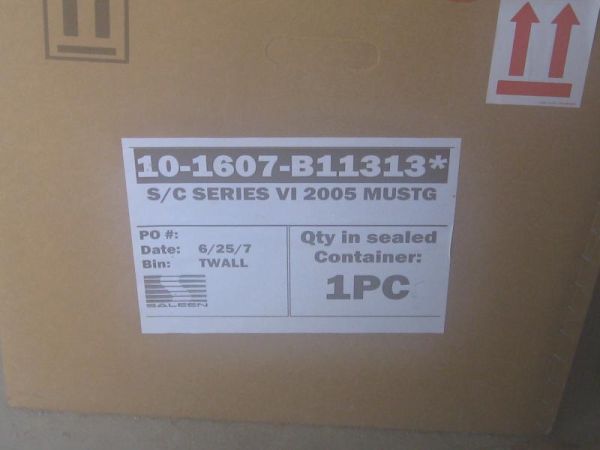 10-1607-B11313*
S/C SERIES VI 2005 MUSTG
PO #:
Date: 6/25/7
Bin: TWALL
SALEEN
Qty in sealed
Container:
1PC